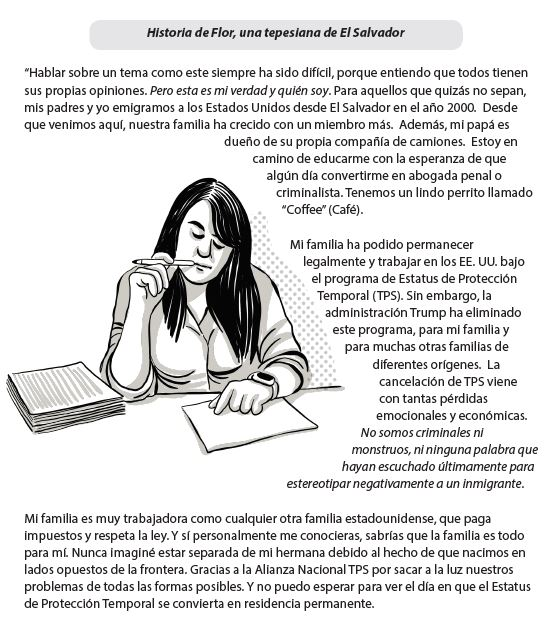 Historia de Flor, una tepesiana de El Salvador
“Hablar sobre un tema como este siempre ha sido difícil, porque entiendo que todos tienen
sus propias opiniones. Pero esta es mi verdad y quién soy. Para aquellos que quizás no sepan,
mis padres y yo emigramos a los Estados Unidos desde El Salvador en el año 2000. Desde
que venimos aquí, nuestra familia ha crecido con un miembro más. Además, mi papá es
dueño de su propia compañía de camiones. Estoy en
camino de educarme con la esperanza de que
algún día convertirme en abogada penal o
criminalista. Tenemos un lindo perrito llamado
“Coffee” (Café).
Mi familia ha podido permanecer
legalmente y trabajar en los EE. UU. bajo
el programa de Estatus de Protección
Temporal (TPS). Sin embargo, la
administración Trump ha eliminado
este programa, para mi familia y
para muchas otras familias de
diferentes orígenes. La
cancelación de TPS viene
con tantas pérdidas
emocionales y económicas.
No somos criminales ni
monstruos, ni ninguna palabra que
hayan escuchado últimamente para
estereotipar negativamente a un inmigrante.
Mi familia es muy trabajadora como cualquier otra familia estadounidense, que paga
impuestos y respeta la ley. Y sí personalmente me conocieras, sabrías que la familia es todo
para mí. Nunca imaginé estar separada de mi hermana debido al hecho de que nacimos en
lados opuestos de la frontera. Gracias a la Alianza Nacional TPS por sacar a la luz nuestros
problemas de todas las formas posibles. Y no puedo esperar para ver el día en que el Estatus
de Protección Temporal se convierta en residencia permanente.